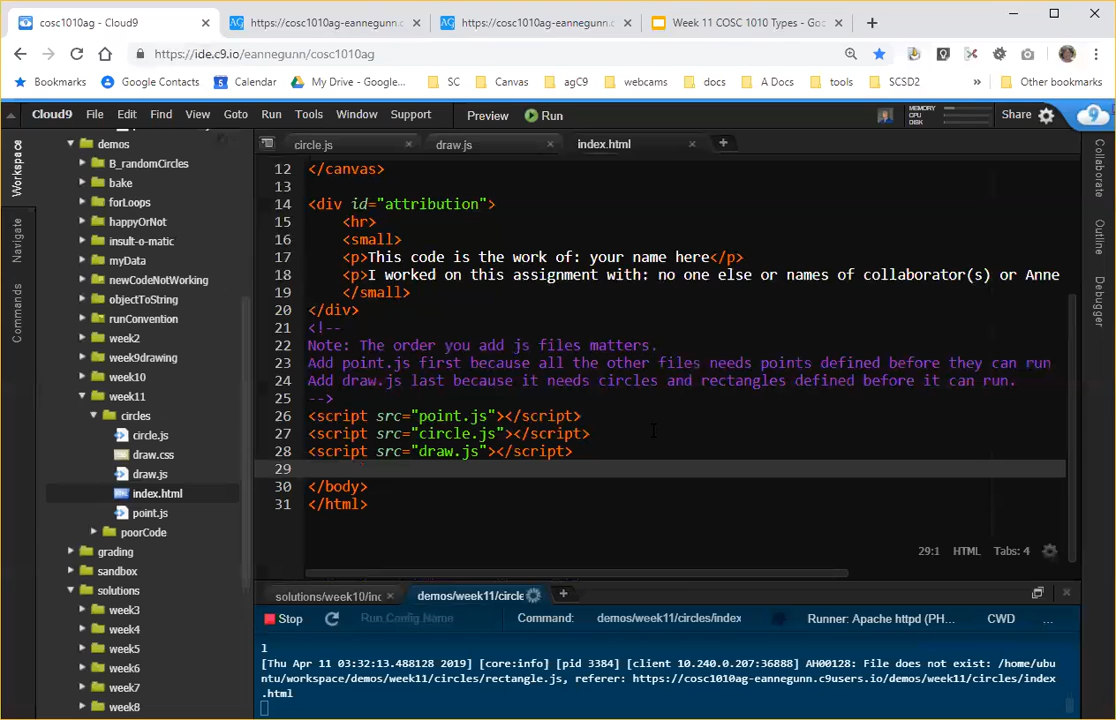 cosc1010ag - Cloud9
https://cosc1010ag-eannegunn.c
https://cosc1010ag-eannegunn.
Week 11 COSC 1010 Types - Goo
https://ide.c9.io/eannegunn/cosc1010ag
Bookmarks
Google Contacts
Calendar
My Drive - Google...
SC
Canvas
agC9
webcams
docs
A Docs
tools
SCSD2
»
Other bookmarks
Cloud9
File
Edit
Find
View
Goto
Run
Tools
Window
Support
Preview
Run
MEMORY
CPU
DISK
Share
Workspace
Navigate
Commands
demos
B_randomCircles
bake
forLoops
happyOrNot
insult-o-matic
myData
newCodeNotWorking
objectToString
runConvention
week2
week9drawing
week10
week11
circles
circle.js
draw.css
draw.js
index.html
point.js
poorCode
grading
sandbox
solutions
week3
week4
week5
week6
week7
week8
circle.js
draw.js
index.html
12 </canvas>
13
14 <div id="attribution">
15 <hr>
16 <small>
17 <p>This code is the work of: your name here</p>
18 <p>I worked on this assignment with: no one else or names of collaborator(s) or Anne
19 </small>
20 </div>
21 <!--
22 Note: The order you add js files matters.
23 Add point.js first because all the other files needs points defined before they can run
24 Add draw.js last because it needs circles and rectangles defined before it can run.
25 -->
26 <script src="point.js"></script>
27 <script src="circle.js"></script>
28 <script src="draw.js"></script>
29
30 </body>
31 </html>
29:1 HTML Tabs: 4
Collaborate
Outline
Debugger
solutions/week10/inc
demos/week11/circle
Stop
Run Config Name
Command:
demos/week11/circles/index
Runner: Apache httpd (PH...
CWD
...
l
[Thu Apr 11 03:32:13.488128 2019] [core:info] [pid 3384] [client 10.240.0.207:36888] AH00128: File does not exist: /home/ubu
ntu/workspace/demos/week11/circles/rectangle.js, referer: https://cosc1010ag-eannegunn.c9users.io/demos/week11/circles/index
.html